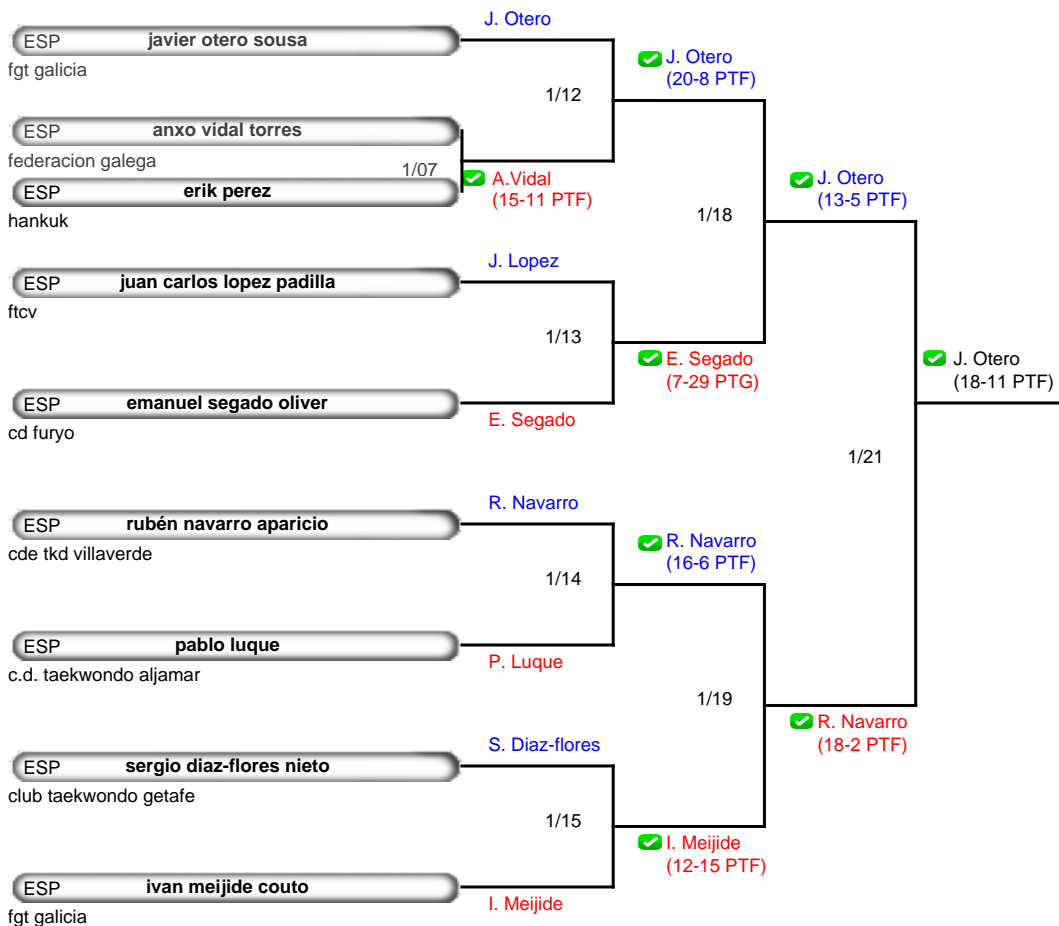 J. Otero
ESP javier otero sousa
fgt galicia
J. Otero
(20-8 PTF)
1/12
ESP anxo vidal torres
federacion galega
1/07
A.Vidal
(15-11 PTF)
ESP erik perez
hankuk
J. Otero
(13-5 PTF)
1/18
J. Lopez
ESP juan carlos lopez padilla
ftcv
1/13
E. Segado
(7-29 PTG)
J. Otero
(18-11 PTF)
ESP emanuel segado oliver
cd furyo
E. Segado
1/21
R. Navarro
ESP rubén navarro aparicio
cde tkd villaverde
R. Navarro
(16-6 PTF)
1/14
ESP pablo luque
c.d. taekwondo aljamar
P. Luque
1/19
R. Navarro
(18-2 PTF)
S. Diaz-flores
ESP sergio diaz-flores nieto
club taekwondo getafe
1/15
I. Meijide
(12-15 PTF)
ESP ivan meijide couto
fgt galicia
I. Meijide